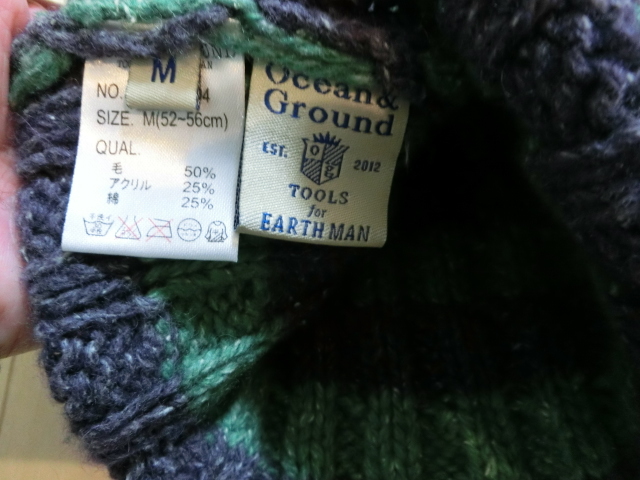 M
NO. 04
SIZE. M(52~56cm)
QUAL.
毛 50%
アクリル 25%
綿 25%
Ocean&
Ground
EST. 2012
TOOLS
for
EARTH MAN